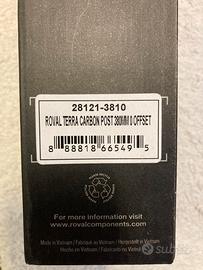 28121-3810
ROVAL TERRA CARBON POST 380MM 0 OFFSET
8 88818 66549 5
For more information visit
www.rovalcomponents.com
Made in Vietnam / Fabriqué au Vietnam / Hergestellt in Vietnam
Hecho en Vietnam / Fabbricato in Vietnam
subito